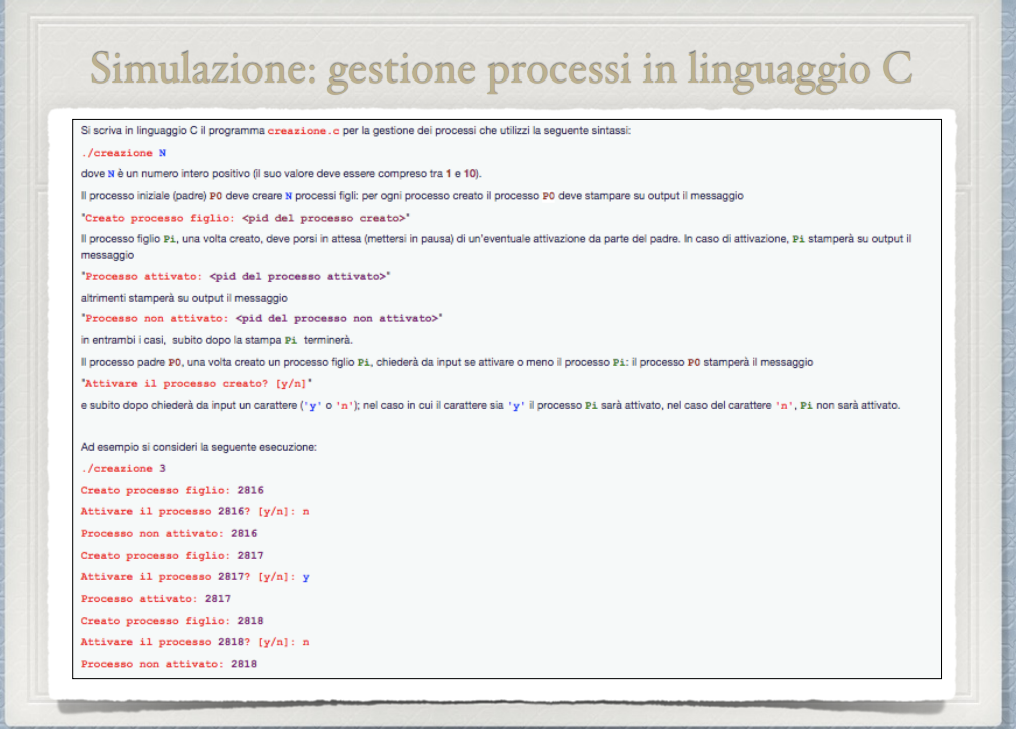 Simulazione: gestione processi in linguaggio C
Si scriva in linguaggio C il programma creazione.c per la gestione dei processi che utilizzi la seguente sintassi:
./creazione N
dove N è un numero intero positivo (il suo valore deve essere compreso tra 1 e 10).
Il processo iniziale (padre) P0 deve creare N processi figli: per ogni processo creato il processo P0 deve stampare su output il messaggio
"Creato processo figlio: <pid del processo creato>"
Il processo figlio Pi, una volta creato, deve porsi in attesa (mettersi in pausa) di un'eventuale attivazione da parte del padre. In caso di attivazione, Pi stamperà su output il
messaggio
"Processo attivato: <pid del processo attivato>"
altrimenti stamperà su output il messaggio
"Processo non attivato: <pid del processo non attivato>"
in entrambi i casi, subito dopo la stampa Pi terminerà.
Il processo padre P0, una volta creato un processo figlio Pi, chiederà da input se attivare o meno il processo Pi: il processo P0 stamperà il messaggio
"Attivare il processo creato? [y/n]"
e subito dopo chiederà da input un carattere ('y' o 'n'); nel caso in cui il carattere sia 'y' il processo Pi sarà attivato, nel caso del carattere 'n', Pi non sarà attivato.
Ad esempio si consideri la seguente esecuzione:
./creazione 3
Creato processo figlio: 2816
Attivare il processo 2816? [y/n]: n
Processo non attivato: 2816
Creato processo figlio: 2817
Attivare il processo 2817? [y/n]: y
Processo attivato: 2817
Creato processo figlio: 2818
Attivare il processo 2818? [y/n]: n
Processo non attivato: 2818